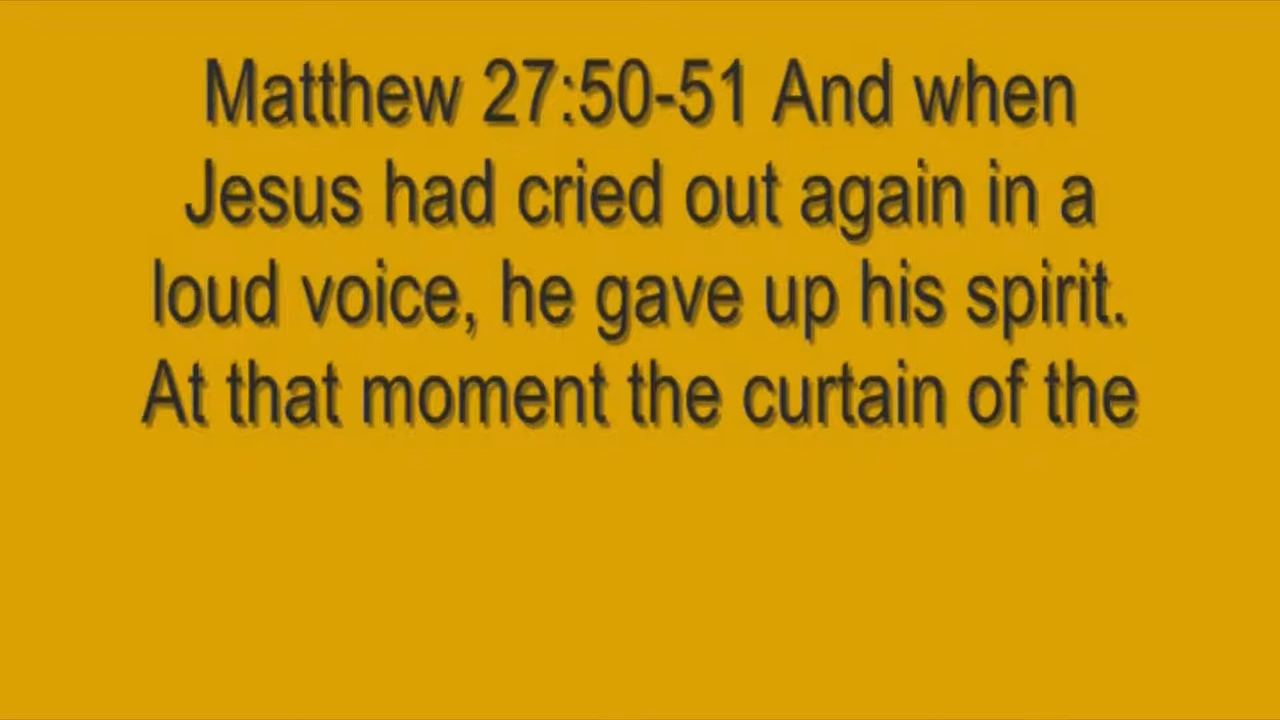 Matthew 27:50-51 And when
Jesus had cried out again in a
loud voice, he gave up his spirit.
At that moment the curtain of the